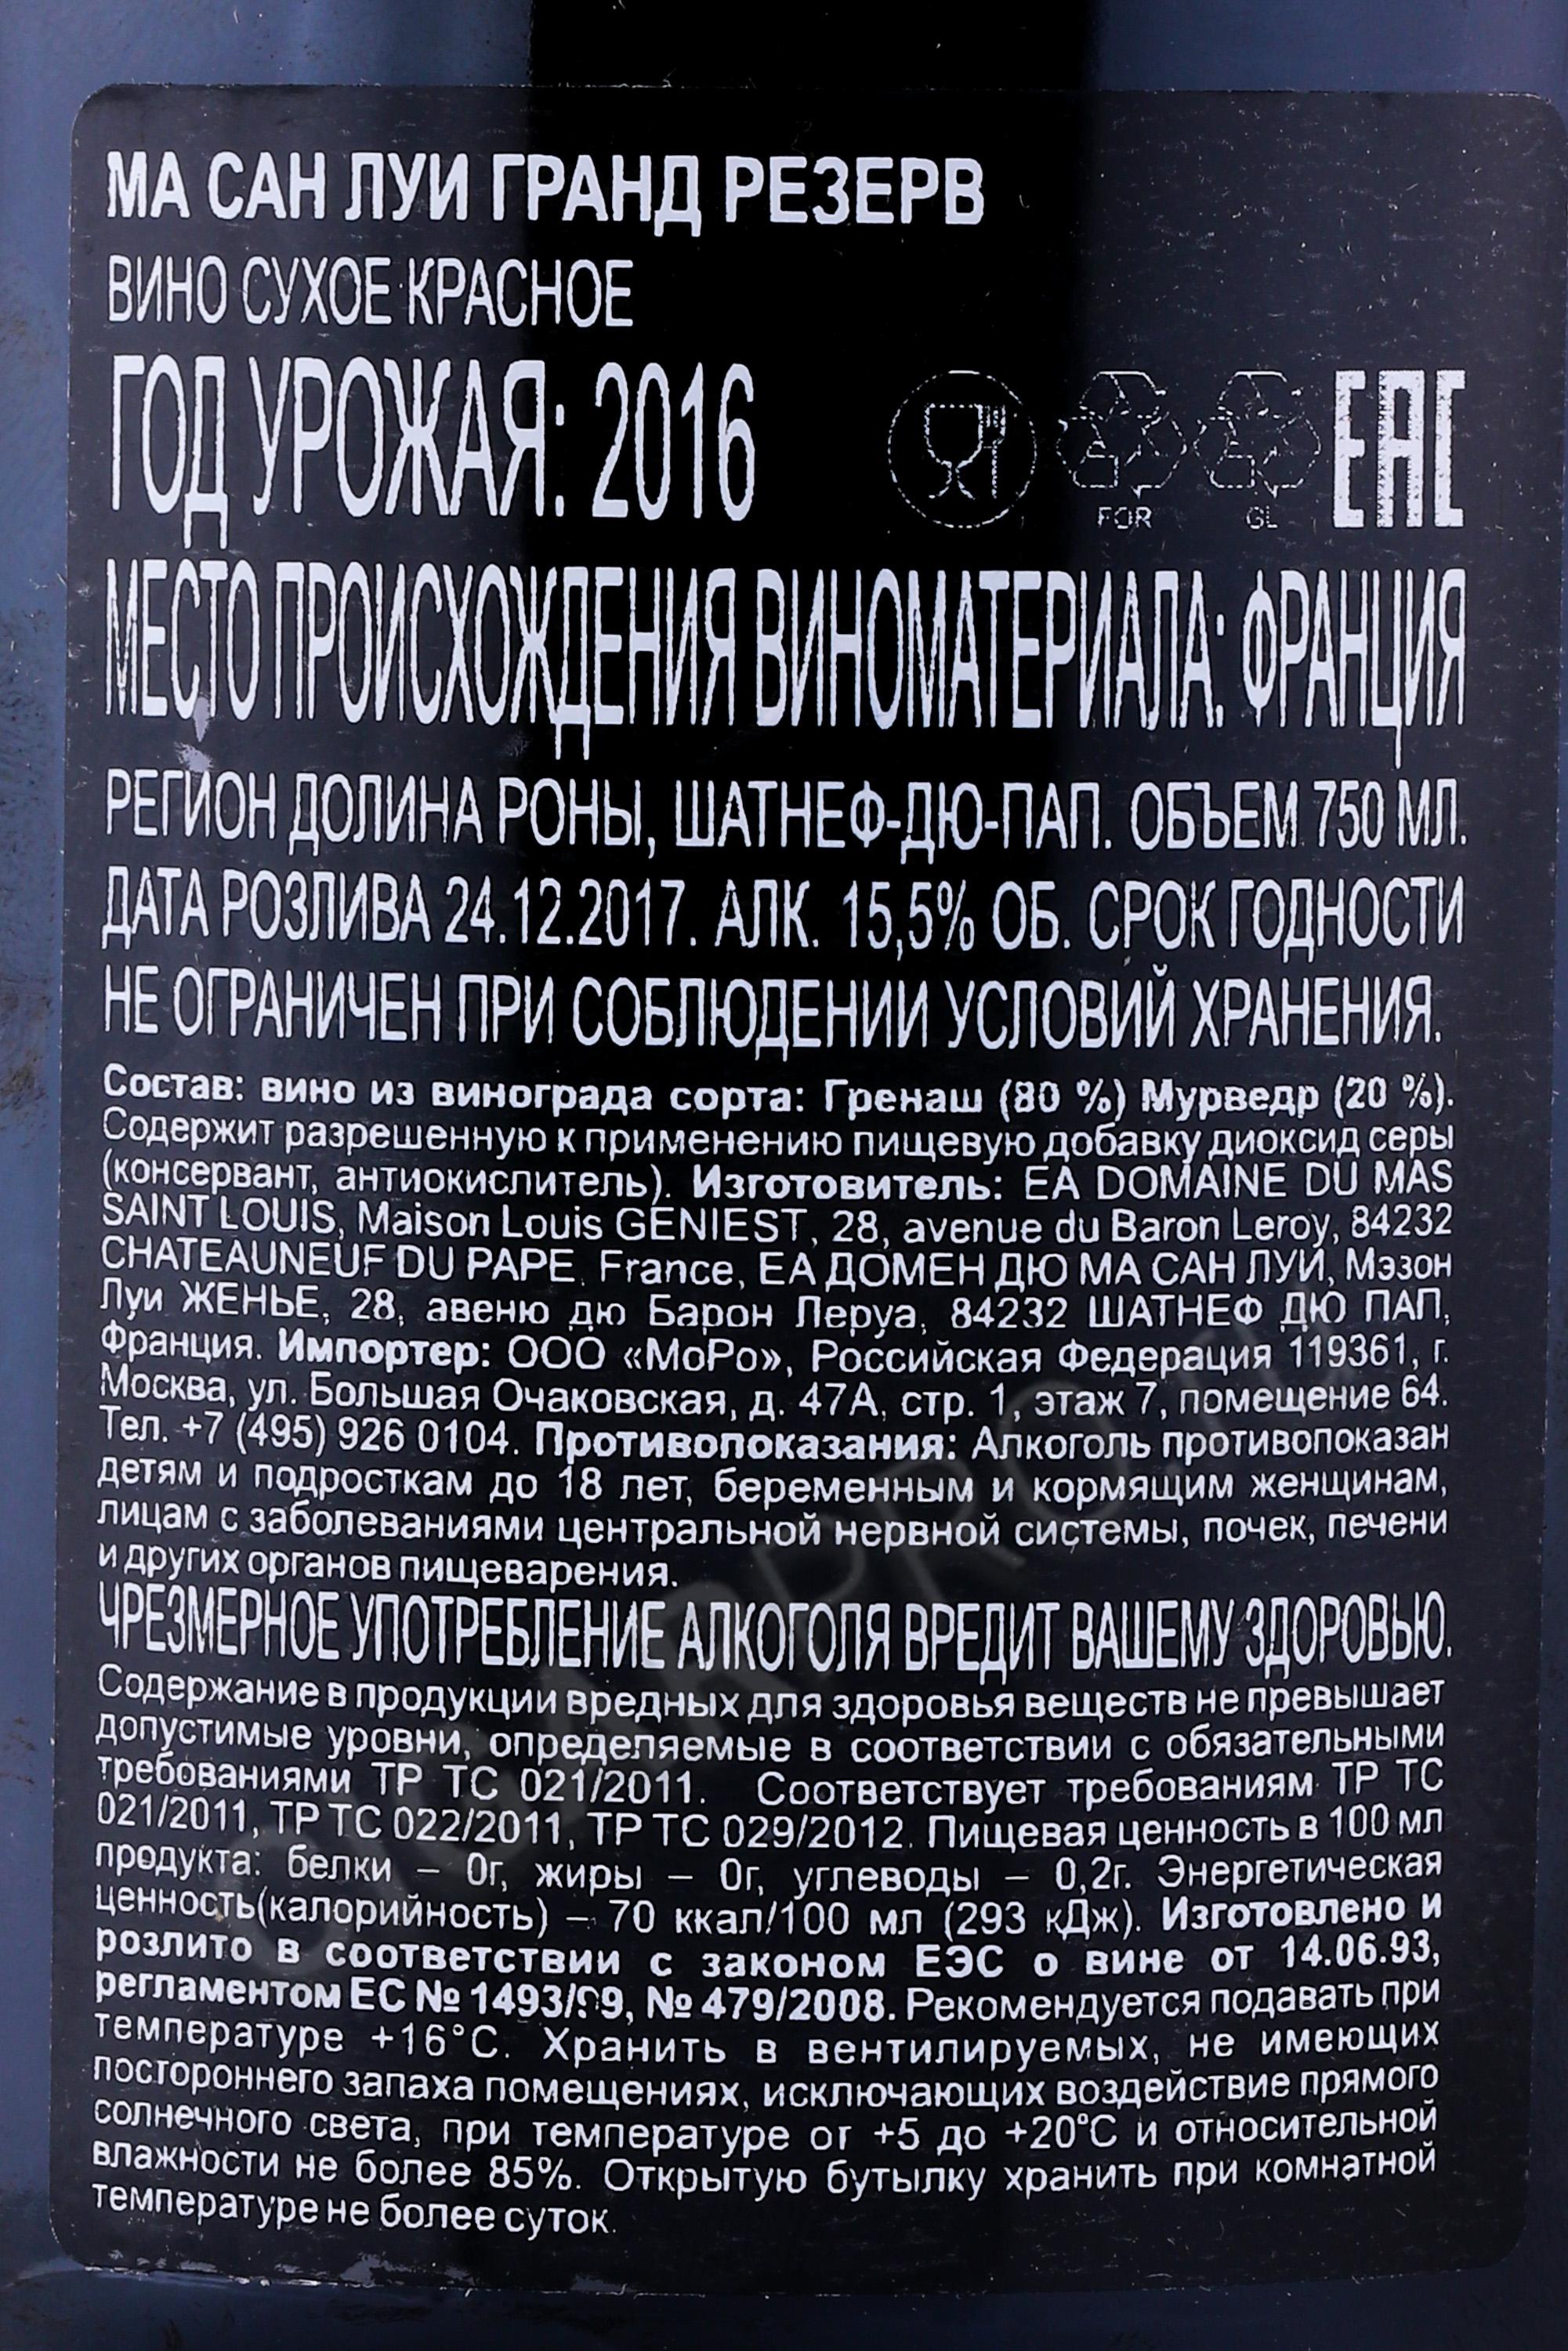 МА САН ЛУИ ГРАНД РЕЗЕРВ
ВИНО СУХОЕ КРАСНОЕ
ГОД УРОЖАЯ: 2016
FOR GL EAC
МЕСТО ПРОИСХОЖДЕНИЯ ВИНОМАТЕРИАЛА: ФРАНЦИЯ
РЕГИОН ДОЛИНА РОНЫ, ШАТНЕФ-ДЮ-ПАП. ОБЪЕМ 750 МЛ.
ДАТА РОЗЛИВА 24.12.2017. АЛК. 15,5% ОБ. СРОК ГОДНОСТИ
НЕ ОГРАНИЧЕН ПРИ СОБЛЮДЕНИИ УСЛОВИЙ ХРАНЕНИЯ.
Состав: вино из винограда сорта: Гренаш (80 %) Мурведр (20 %).
Содержит разрешенную к применению пищевую добавку диоксид серы
(консервант, антиокислитель). Изготовитель: EA DOMAINE DU MAS
SAINT LOUIS, Maison Louis GENIEST, 28, avenue du Baron Leroy, 84232
CHATEAUNEUF DU PAPE, France, ЕА ДОМЕН ДЮ МА САН ЛУИ, Мэзон
Луи ЖЕНЬЕ, 28, авеню дю Барон Леруа, 84232 ШАТНЕФ ДЮ ПАП,
Франция. Импортер: ООО «МоРо», Российская Федерация 119361, г.
Москва, ул. Большая Очаковская, д. 47А, стр. 1, этаж 7, помещение 64.
Тел. +7 (495) 926 0104. Противопоказания: Алкоголь противопоказан
детям и подросткам до 18 лет, беременным и кормящим женщинам,
лицам с заболеваниями центральной нервной системы, почек, печени
и других органов пищеварения.
ЧРЕЗМЕРНОЕ УПОТРЕБЛЕНИЕ АЛКОГОЛЯ ВРЕДИТ ВАШЕМУ ЗДОРОВЬЮ.
Содержание в продукции вредных для здоровья веществ не превышает
допустимые уровни, определяемые в соответствии с обязательными
требованиями ТР ТС 021/2011. Соответствует требованиям ТР ТС
021/2011, ТР ТС 022/2011, ТР ТС 029/2012. Пищевая ценность в 100 мл
продукта: белки – 0г, жиры – 0г, углеводы – 0,2г. Энергетическая
ценность(калорийность) – 70 ккал/100 мл (293 кДж). Изготовлено и
розлито в соответствии с законом ЕЭС о вине от 14.06.93,
регламентом ЕС № 1493/99, № 479/2008. Рекомендуется подавать при
температуре +16°С. Хранить в вентилируемых, не имеющих
постороннего запаха помещениях, исключающих воздействие прямого
солнечного света, при температуре от +5 до +20°С и относительной
влажности не более 85%. Открытую бутылку хранить при комнатной
температуре не более суток.